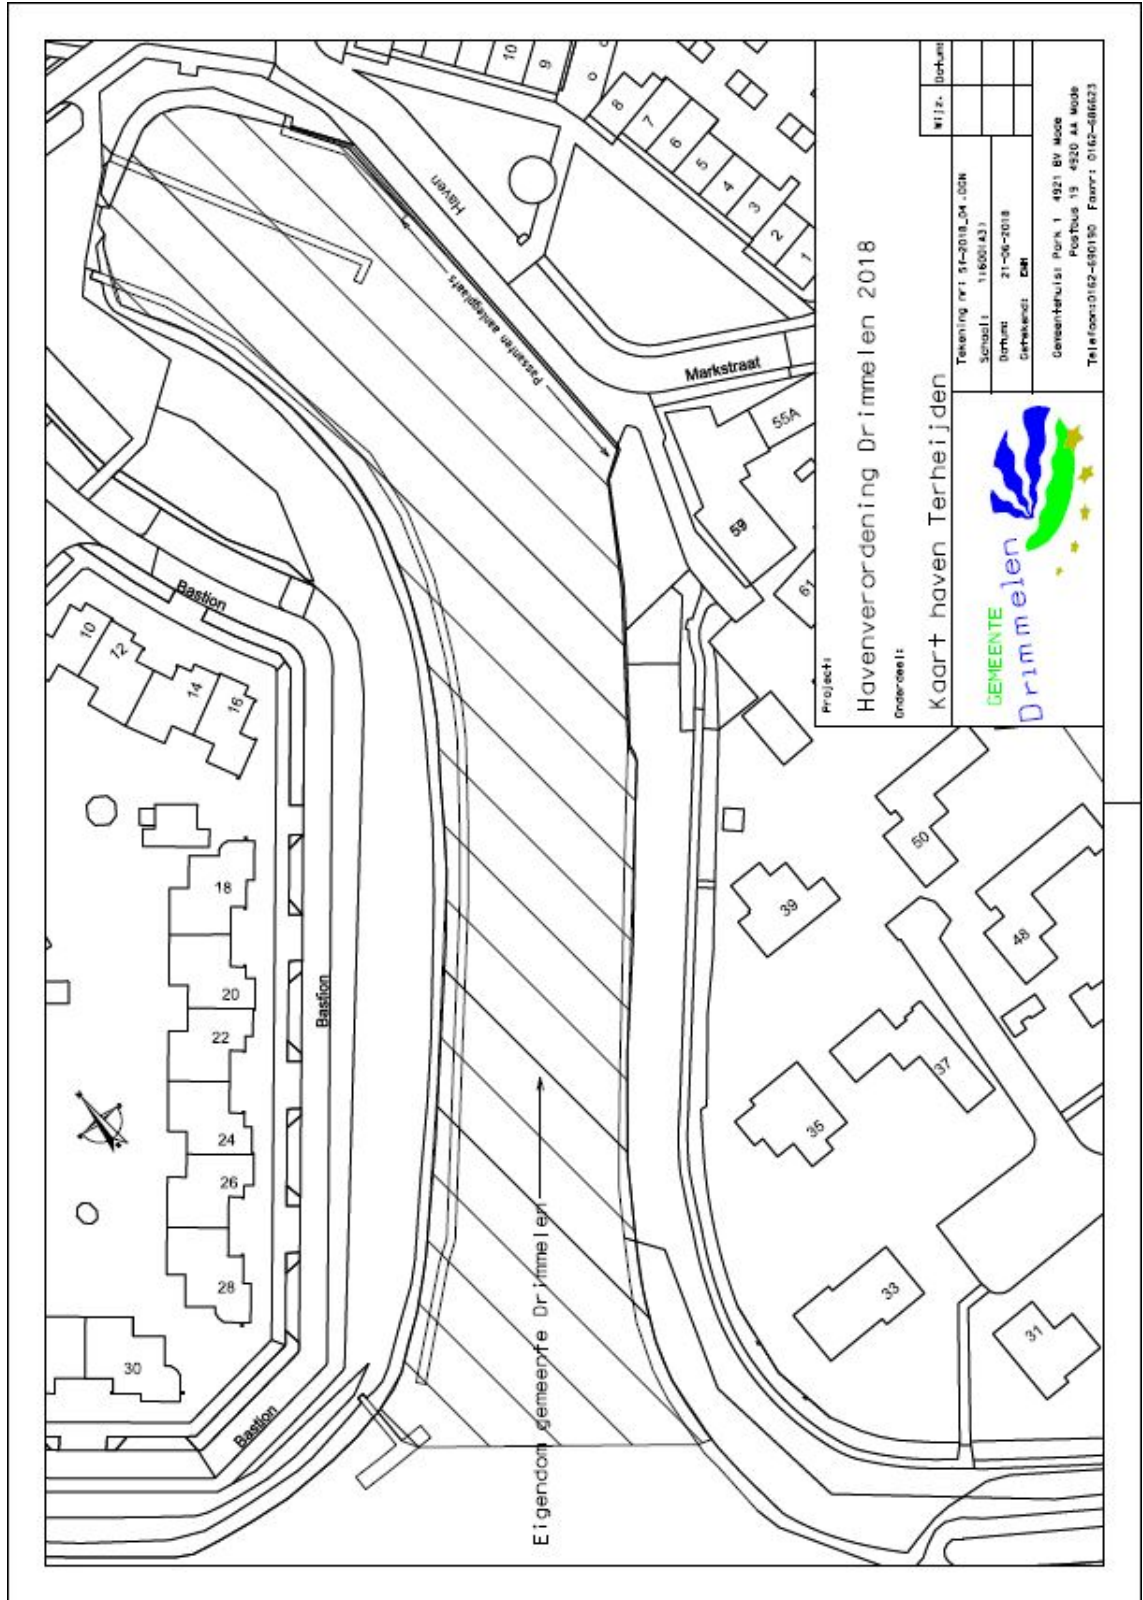 Project:
Havenverordening Drimmelen 2018
Onderdeel:
Kaart haven Terheijden
GEMEENTE
Drimmelen
Wijz. Datum:
Tekening nr: Sf-2018_04.DGN
Schaal: 1:600(A3)
Datum: 21-06-2018
Getekend:
Gemeentehuis: Park 1 4921 BV Made
Postbus 19 4920 AA Made
Telefoon:0162-690190 Faxnr: 0162-686623
10
9
8
7
6
5
4
3
2
1
Haven
Passanten aanlegplaats
Markstraat
55A
59
61
Bastion
10
12
14
16
18
20
22
24
26
28
30
Bastion
Bastion
50
39
48
37
35
33
31
Eigendom gemeente Drimmelen